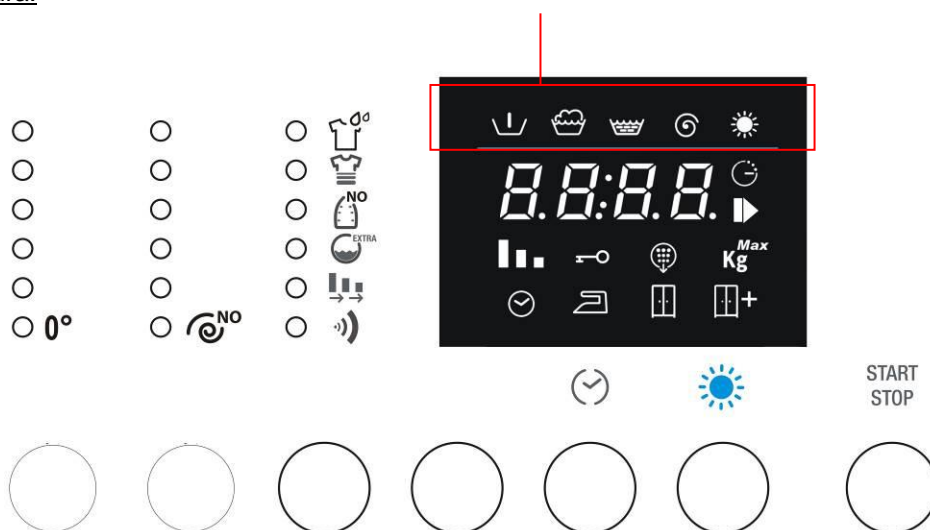 NO
EXTRA
0°
NO
8.8:8.8.
Max
Kg
+
START
STOP